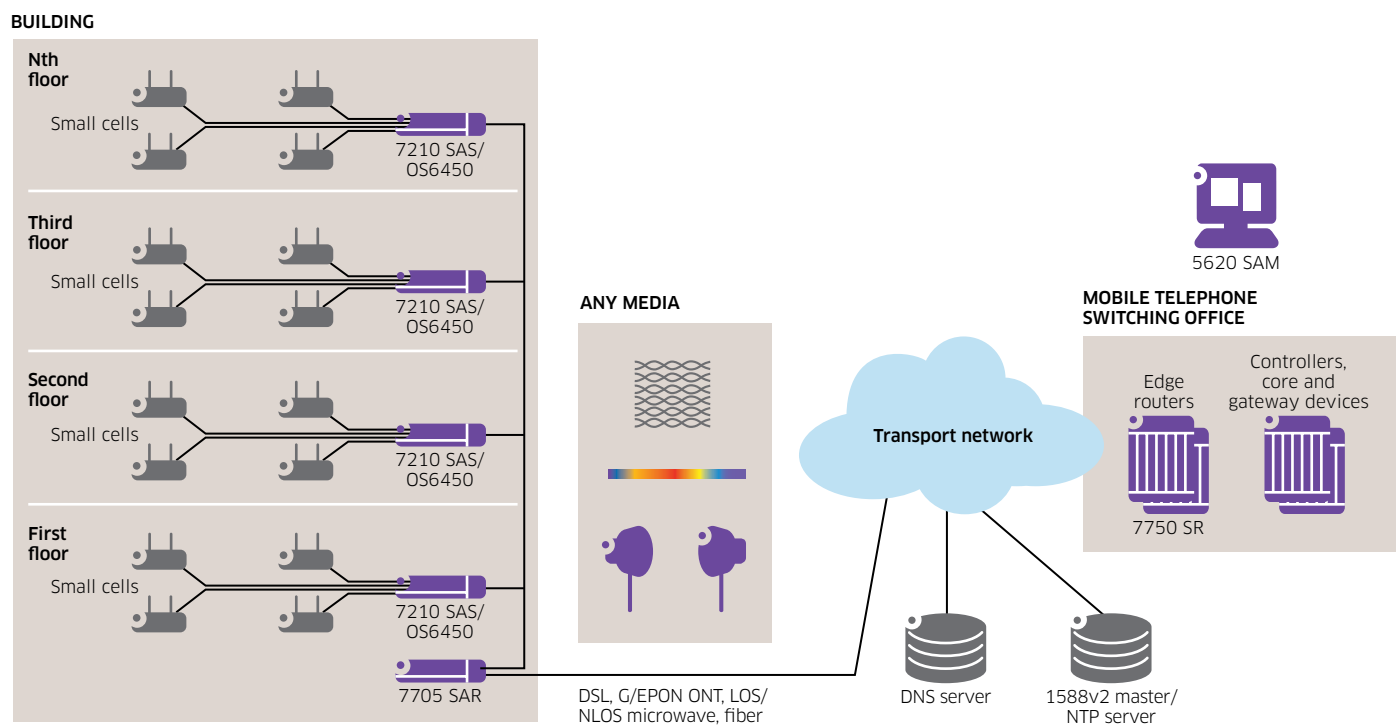 BUILDING
Nth
floor
Small cells
7210 SAS/
OS6450
Third
floor
Small cells
7210 SAS/
OS6450
Second
floor
Small cells
7210 SAS/
OS6450
First
floor
Small cells
7210 SAS/
OS6450
7705 SAR
ANY MEDIA
DSL, G/EPON ONT, LOS/
NLOS microwave, fiber
Transport network
DNS server
1588v2 master/
NTP server
5620 SAM
MOBILE TELEPHONE
SWITCHING OFFICE
Edge
routers
7750 SR
Controllers,
core and
gateway devices